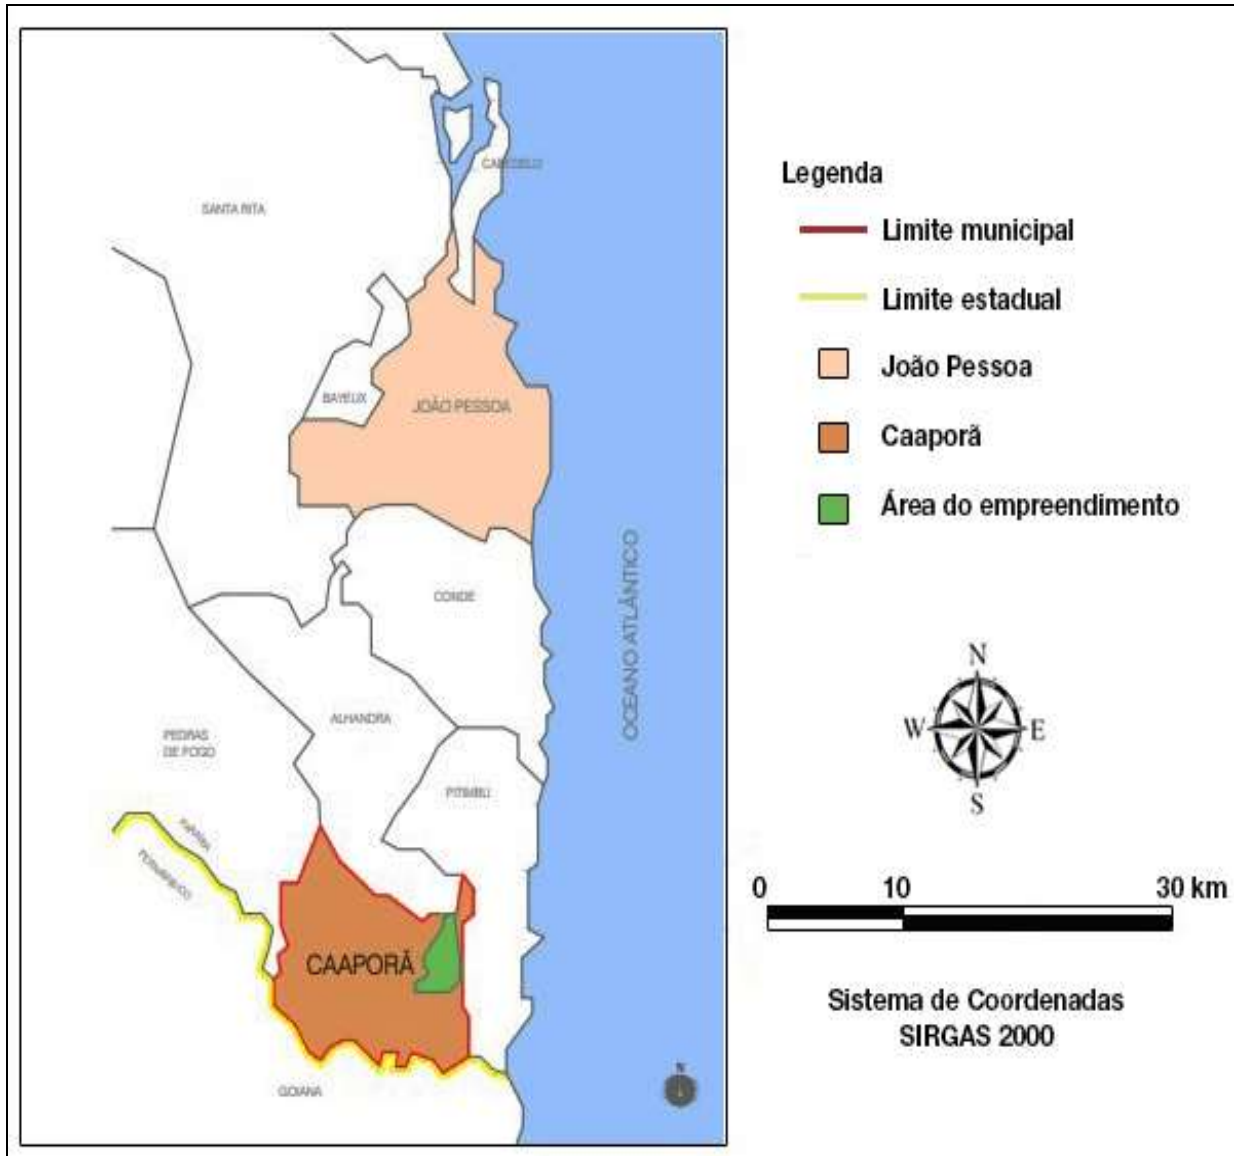 CABEDELO
SANTA RITA
BAYEUX
JOÃO PESSOA
CONDE
OCEANO ATLÂNTICO
ALHANDRA
PEDRAS
DE FOGO
PITIMBU
PARAÍBA
PERNAMBUCO
CAAPORÃ
GOIANA
N
Legenda
Limite municipal
Limite estadual
João Pessoa
Caaporã
Área do empreendimento
N
W
E
S
0 10 30 km
Sistema de Coordenadas
SIRGAS 2000